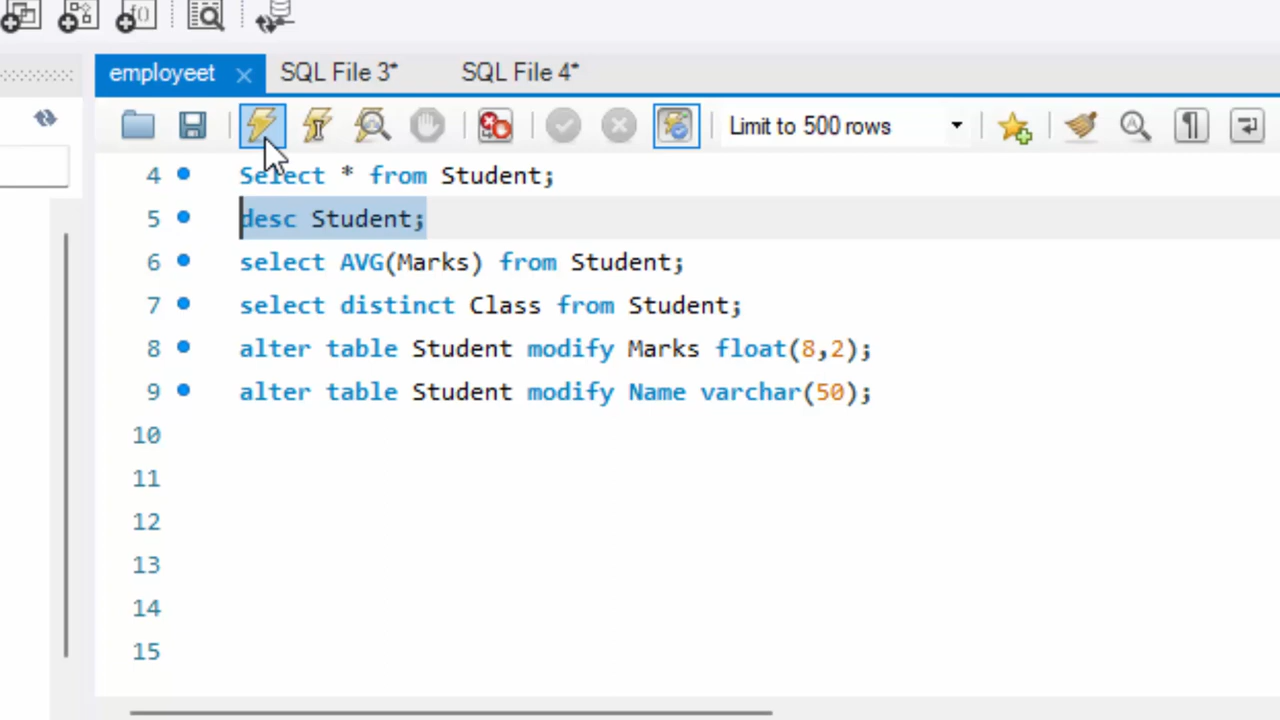 employeet
SQL File 3*
SQL File 4*
Limit to 500 rows
4 Select * from Student;
5 desc Student;
6 select AVG(Marks) from Student;
7 select distinct Class from Student;
8 alter table Student modify Marks float(8,2);
9 alter table Student modify Name varchar(50);
10
11
12
13
14
15